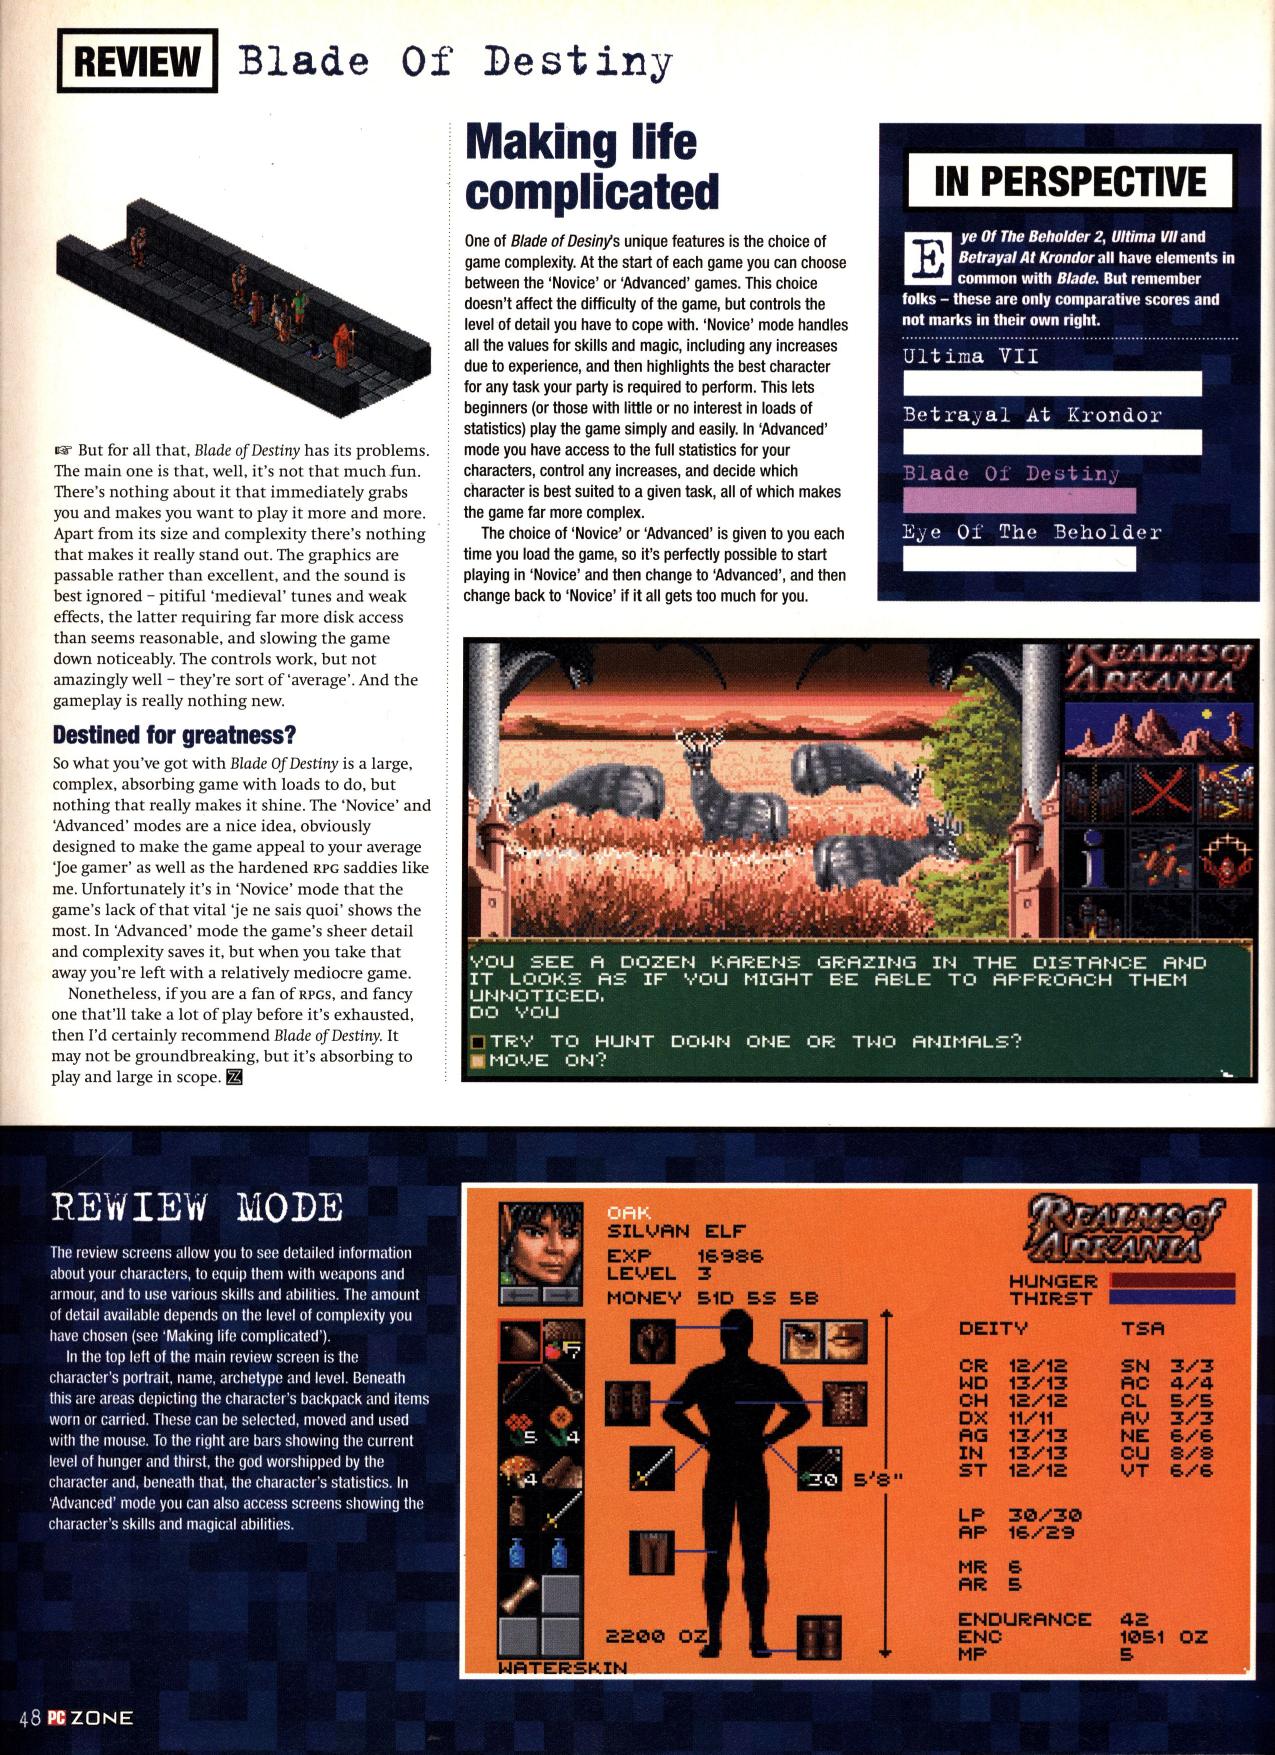 REVIEW Blade Of Destiny
☞ But for all that, Blade of Destiny has its problems.
The main one is that, well, it's not that much fun.
There's nothing about it that immediately grabs
you and makes you want to play it more and more.
Apart from its size and complexity there's nothing
that makes it really stand out. The graphics are
passable rather than excellent, and the sound is
best ignored – pitiful 'medieval' tunes and weak
effects, the latter requiring far more disk access
than seems reasonable, and slowing the game
down noticeably. The controls work, but not
amazingly well – they're sort of 'average'. And the
gameplay is really nothing new.
Destined for greatness?
So what you've got with Blade Of Destiny is a large,
complex, absorbing game with loads to do, but
nothing that really makes it shine. The 'Novice' and
'Advanced' modes are a nice idea, obviously
designed to make the game appeal to your average
'Joe gamer' as well as the hardened RPG saddies like
me. Unfortunately it's in 'Novice' mode that the
game's lack of that vital 'je ne sais quoi' shows the
most. In 'Advanced' mode the game's sheer detail
and complexity saves it, but when you take that
away you're left with a relatively mediocre game.
Nonetheless, if you are a fan of RPGs, and fancy
one that'll take a lot of play before it's exhausted,
then I'd certainly recommend Blade of Destiny. It
may not be groundbreaking, but it's absorbing to
play and large in scope. Z
Making life
complicated
One of Blade of Desiny's unique features is the choice of
game complexity. At the start of each game you can choose
between the 'Novice' or 'Advanced' games. This choice
doesn't affect the difficulty of the game, but controls the
level of detail you have to cope with. 'Novice' mode handles
all the values for skills and magic, including any increases
due to experience, and then highlights the best character
for any task your party is required to perform. This lets
beginners (or those with little or no interest in loads of
statistics) play the game simply and easily. In 'Advanced'
mode you have access to the full statistics for your
characters, control any increases, and decide which
character is best suited to a given task, all of which makes
the game far more complex.
The choice of 'Novice' or 'Advanced' is given to you each
time you load the game, so it's perfectly possible to start
playing in 'Novice' and then change to 'Advanced', and then
change back to 'Novice' if it all gets too much for you.
IN PERSPECTIVE
Eye Of The Beholder 2, Ultima VII and
Betrayal At Krondor all have elements in
common with Blade. But remember
folks – these are only comparative scores and
not marks in their own right.
Ultima VII
Betrayal At Krondor
Blade Of Destiny
Eye Of The Beholder
REALMS of
ARKANIA
YOU SEE A DOZEN KARENS GRAZING IN THE DISTANCE AND
IT LOOKS AS IF YOU MIGHT BE ABLE TO APPROACH THEM
UNNOTICED.
DO YOU
TRY TO HUNT DOWN ONE OR TWO ANIMALS?
MOVE ON?
REWIEW MODE
The review screens allow you to see detailed information
about your characters, to equip them with weapons and
armour, and to use various skills and abilities. The amount
of detail available depends on the level of complexity you
have chosen (see 'Making life complicated').
In the top left of the main review screen is the
character's portrait, name, archetype and level. Beneath
this are areas depicting the character's backpack and items
worn or carried. These can be selected, moved and used
with the mouse. To the right are bars showing the current
level of hunger and thirst, the god worshipped by the
character and, beneath that, the character's statistics. In
'Advanced' mode you can also access screens showing the
character's skills and magical abilities.
OAK
SILVAN ELF
EXP 16986
LEVEL 3
MONEY 51D 5S 5B
7
5 4
4
30 5'8"
2200 OZ
WATERSKIN
REALMS of
ARKANIA
HUNGER
THIRST
DEITY TSA
CR 12/12 SN 3/3
WD 13/13 AC 4/4
CH 12/12 CL 5/5
DX 11/11 AV 3/3
AG 13/13 NE 6/6
IN 13/13 CU 8/8
ST 12/12 VT 6/6
LP 30/30
AP 16/29
MR 6
AR 5
ENDURANCE 42
ENC 1051 OZ
MP 5
48 PC ZONE